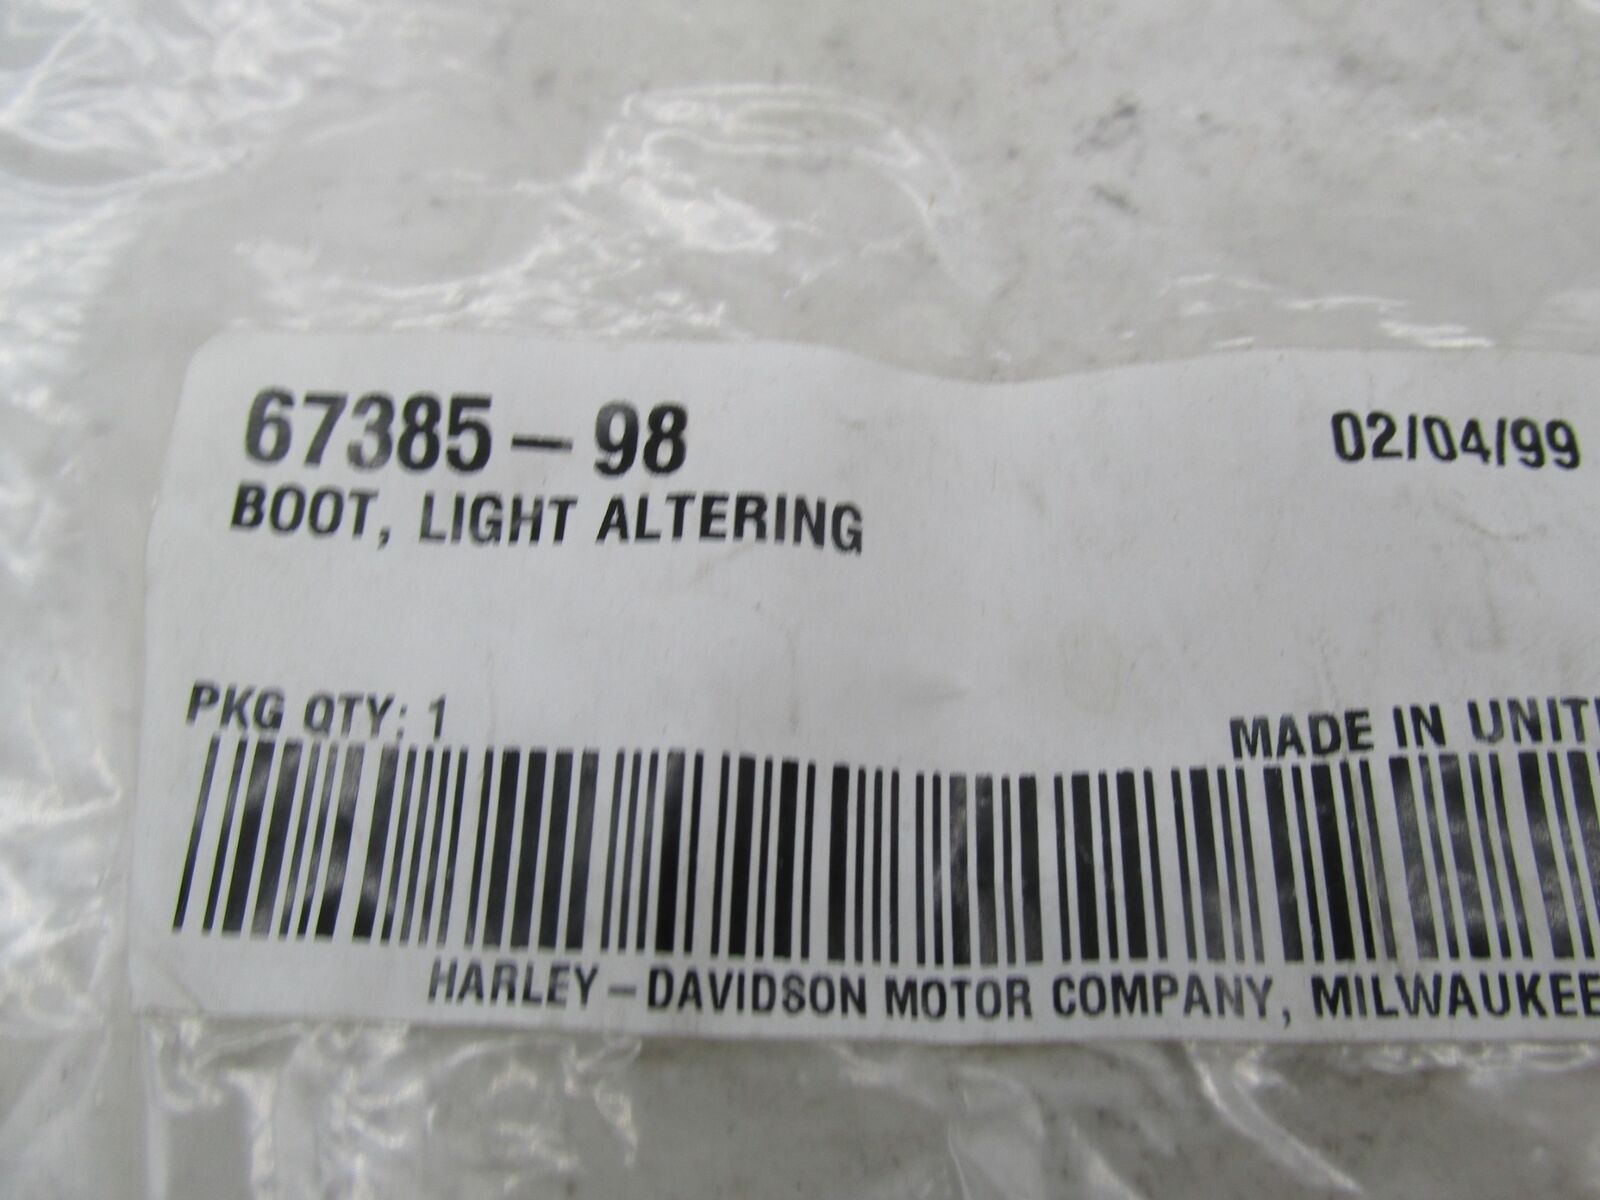 67385-98
02/04/99
BOOT, LIGHT ALTERING
PKG QTY: 1
MADE IN UNIT
HARLEY-DAVIDSON MOTOR COMPANY, MILWAUKEE